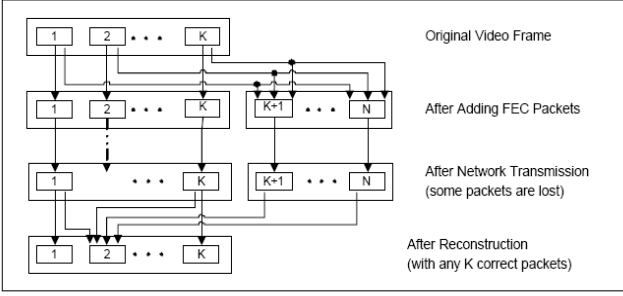 1 2 • • • K Original Video Frame
1 2 • • • K K+1 • • • N After Adding FEC Packets
1 • • • K K+1 • • • N After Network Transmission
(some packets are lost)
1 2 • • • K After Reconstruction
(with any K correct packets)